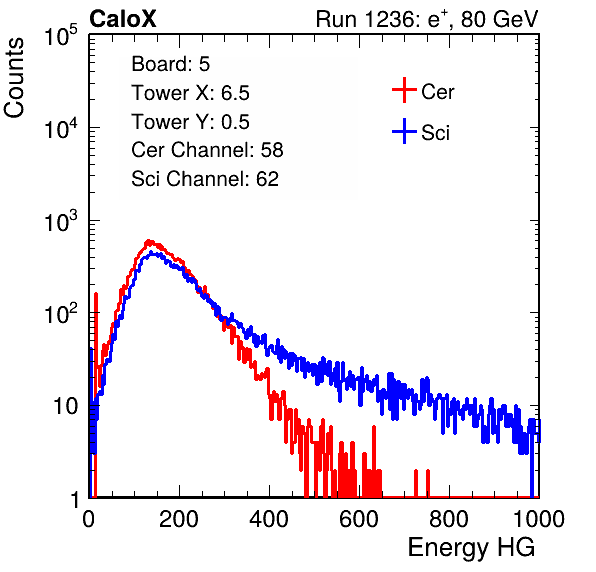 CaloX Run 1236: e⁺, 80 GeV
Counts
10⁵
10⁴
10³
10²
10
1
Board: 5
Tower X: 6.5
Tower Y: 0.5
Cer Channel: 58
Sci Channel: 62
Cer
Sci
0 200 400 600 800 1000
Energy HG